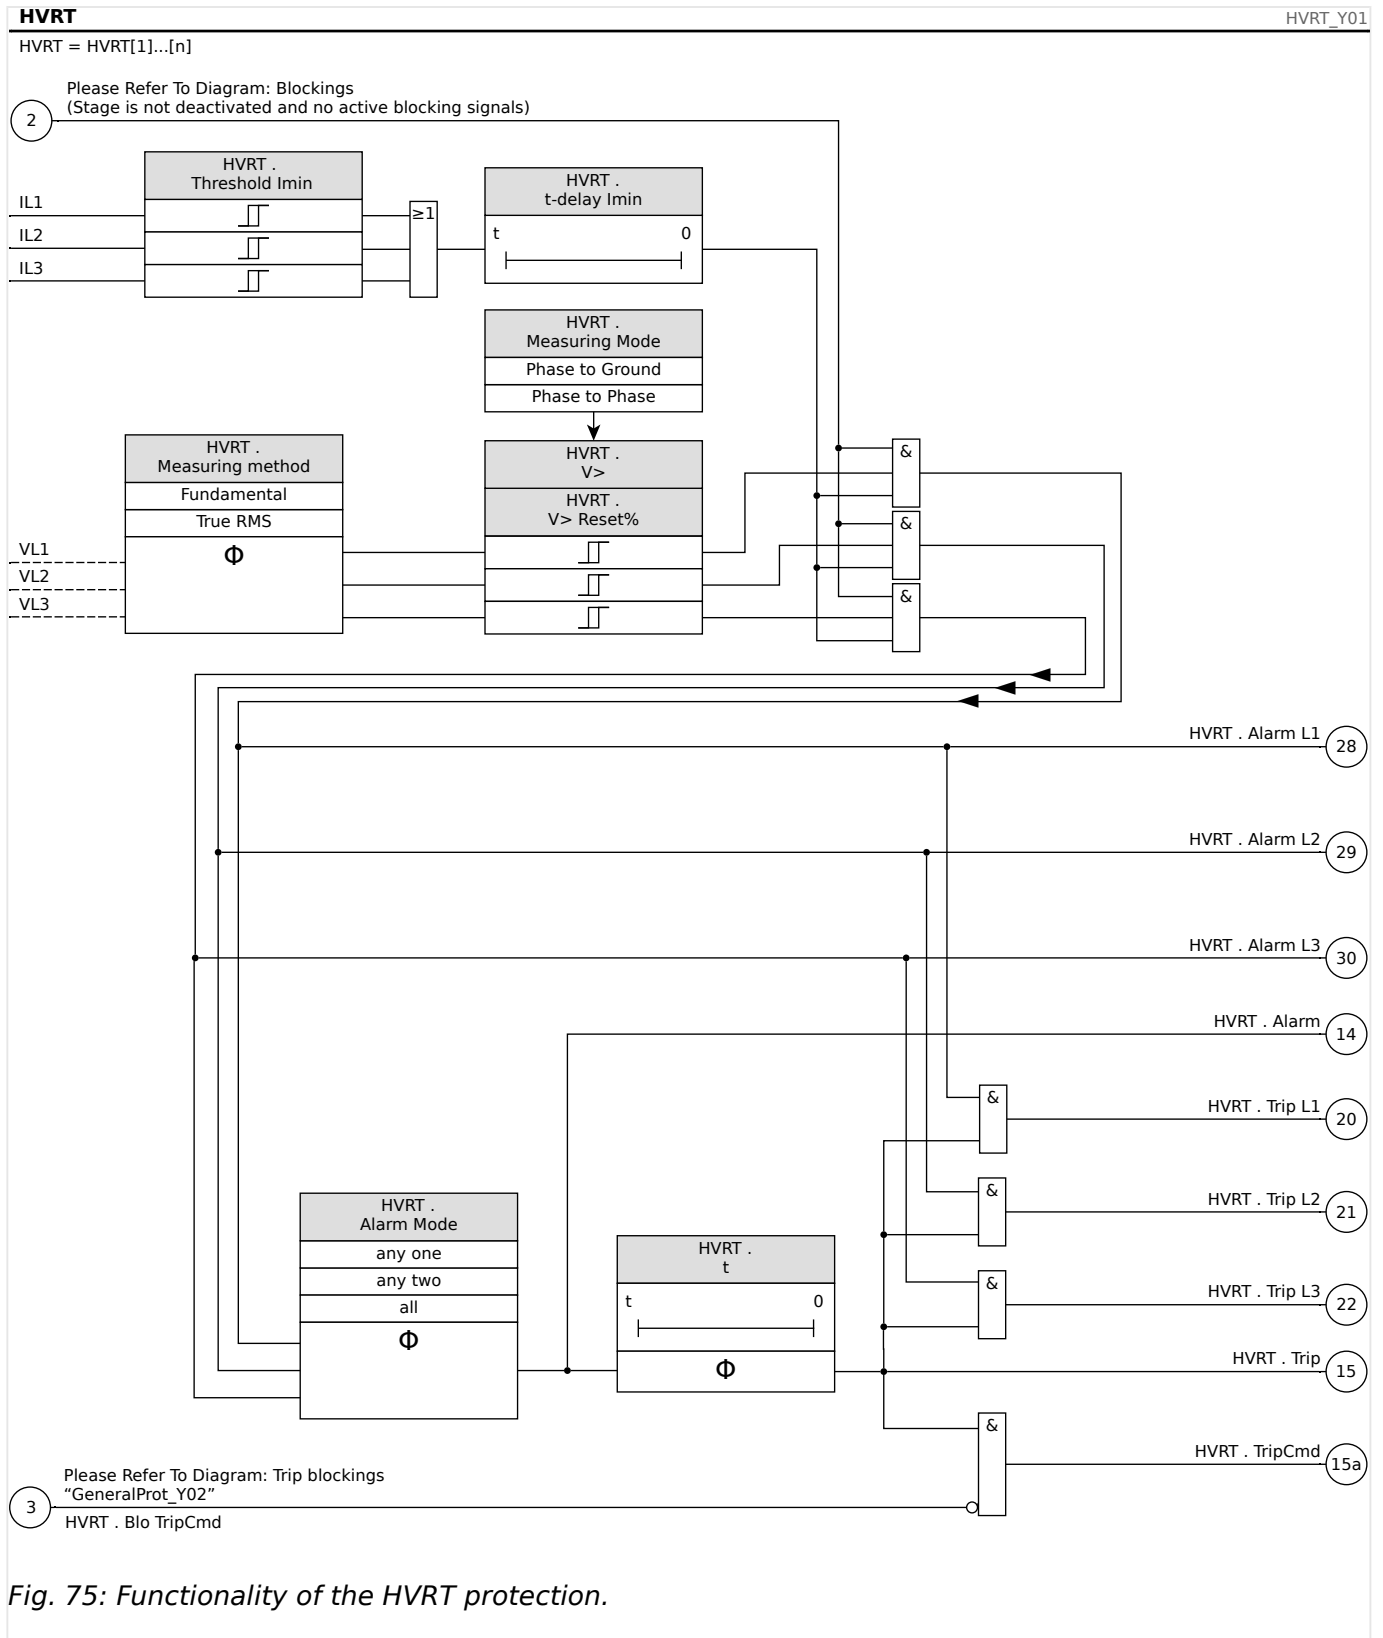 HVRT
HVRT_Y01
HVRT = HVRT[1]...[n]
Please Refer To Diagram: Blockings
(Stage is not deactivated and no active blocking signals)
2
HVRT .
Threshold Imin
IL1
IL2
IL3
≥1
HVRT .
t-delay Imin
t
0
HVRT .
Measuring Mode
Phase to Ground
Phase to Phase
HVRT .
Measuring method
Fundamental
True RMS
Φ
VL1
VL2
VL3
HVRT .
V>
HVRT .
V> Reset%
&
&
&
HVRT . Alarm L1
28
HVRT . Alarm L2
29
HVRT . Alarm L3
30
HVRT . Alarm
14
&
HVRT . Trip L1
20
&
HVRT . Trip L2
21
&
HVRT . Trip L3
22
HVRT .
Alarm Mode
any one
any two
all
Φ
HVRT .
t
t
0
Φ
HVRT . Trip
15
&
HVRT . TripCmd
15a
Please Refer To Diagram: Trip blockings
“GeneralProt_Y02”
3
HVRT . Blo TripCmd
Fig. 75: Functionality of the HVRT protection.